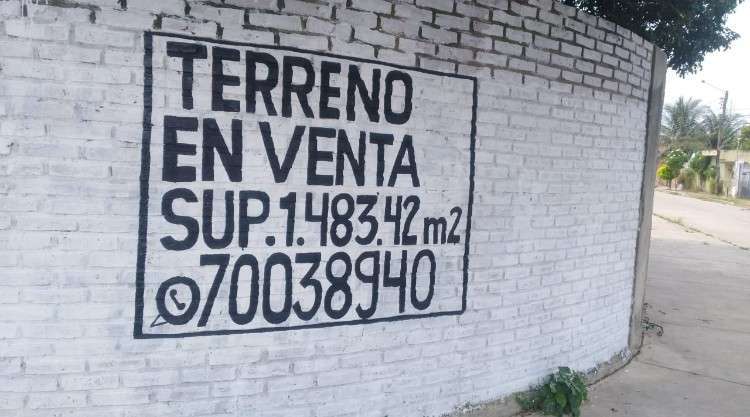 TERRENO
EN VENTA
SUP.1.483.42 m2
70038940